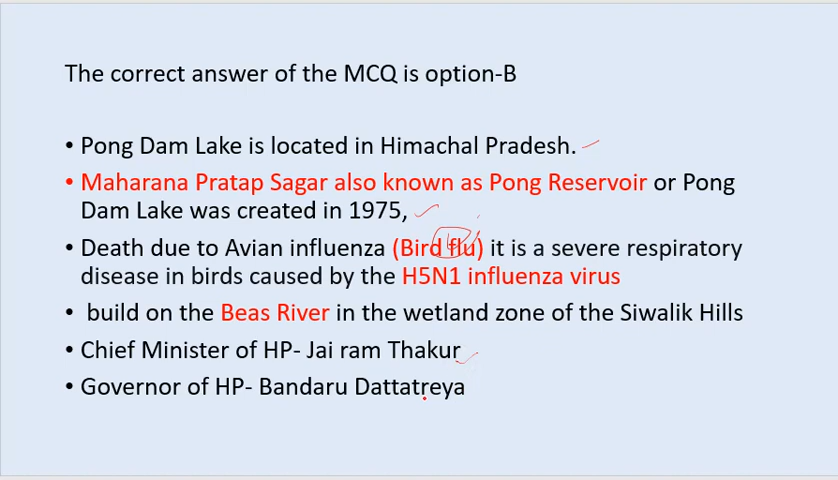 The correct answer of the MCQ is option-B
• Pong Dam Lake is located in Himachal Pradesh.
• Maharana Pratap Sagar also known as Pong Reservoir or Pong
Dam Lake was created in 1975,
• Death due to Avian influenza (Bird flu) it is a severe respiratory
disease in birds caused by the H5N1 influenza virus
• build on the Beas River in the wetland zone of the Siwalik Hills
• Chief Minister of HP- Jai ram Thakur
• Governor of HP- Bandaru Dattatreya